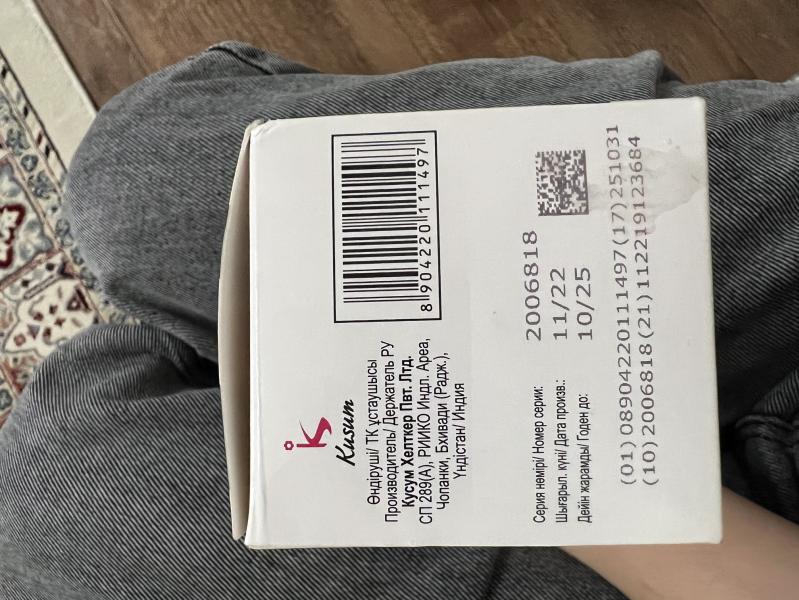 Kusum
Өндіруші/ ТК ұстаушысы
Производитель/ Держатель РУ
Кусум Хелткер Пвт. Лтд.
СП 289(А), РИИКО Индл. Ареа,
Чопанки, Бхивади (Радж.),
Үндістан/ Индия
8 904220 111497
Серия нөмірі/ Номер серии: 2006818
Шығарыл. күні/ Дата произв.: 11/22
Дейін жарамды/ Годен до: 10/25
(01) 08904220111497 (17) 251031
(10) 2006818 (21) 11221912368​4